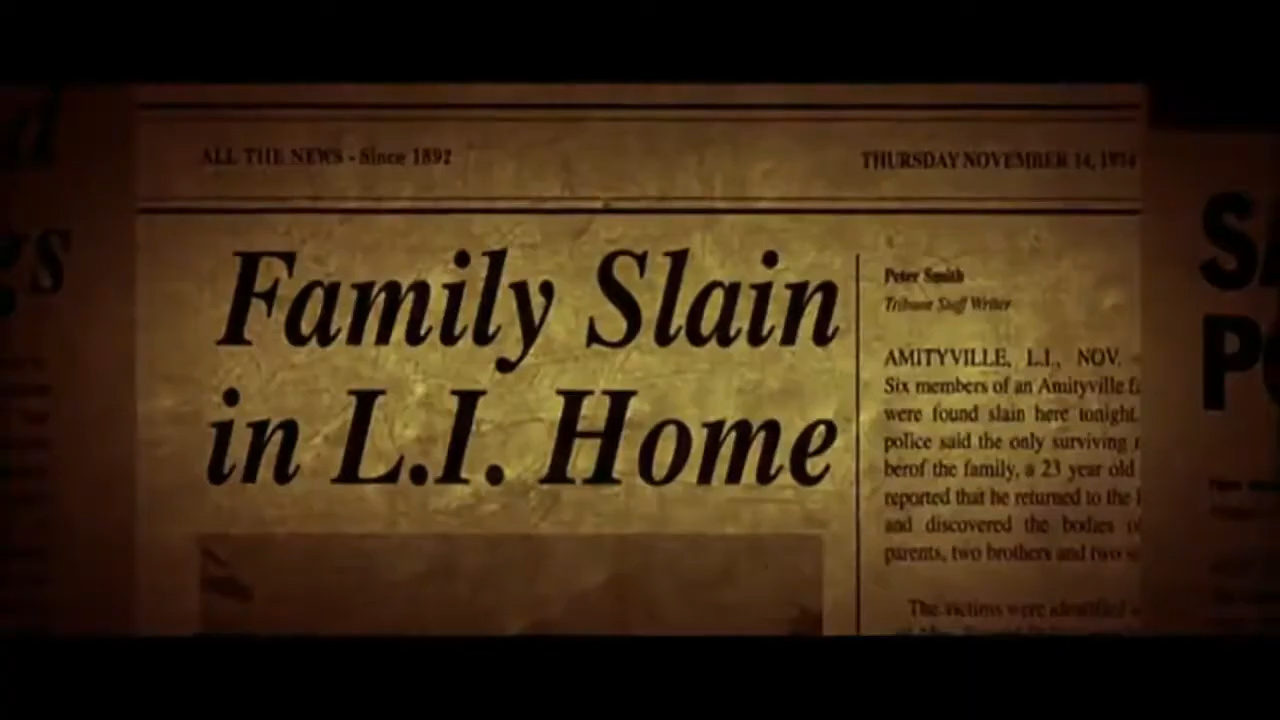 ALL THE NEWS - Since 1892
THURSDAY NOVEMBER 14, 1974
Family Slain
in L.I. Home
Peter Smith
Tribune Staff Writer
AMITYVILLE, L.I., NOV. -
Six members of an Amityville
were found slain here tonight.
police said the only surviving
berof the family, a 23 year old
reported that he returned to the
and discovered the bodies
parents, two brothers and two
The victims were identified
gs
SA
PO